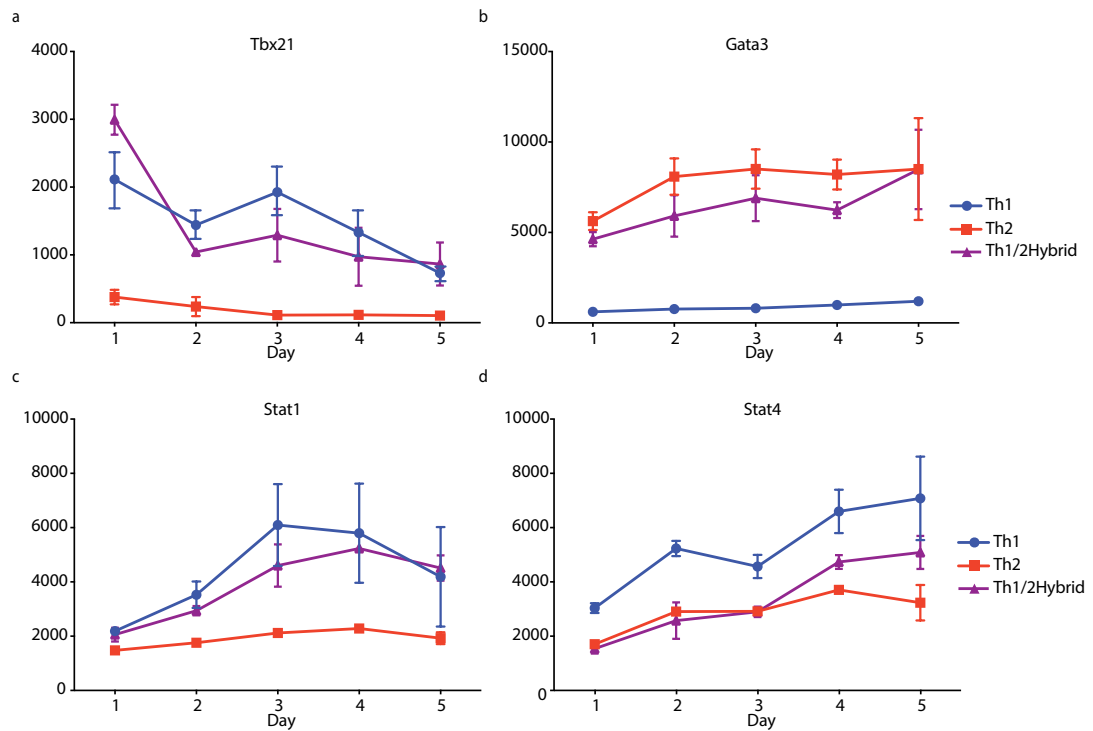 a
Tbx21
4000
3000
2000
1000
0
1 2 3 4 5
Day
b
Gata3
15000
10000
5000
0
1 2 3 4 5
Day
Th1
Th2
Th1/2Hybrid
c
Stat1
10000
8000
6000
4000
2000
0
1 2 3 4 5
Day
d
Stat4
10000
8000
6000
4000
2000
0
1 2 3 4 5
Day
Th1
Th2
Th1/2Hybrid